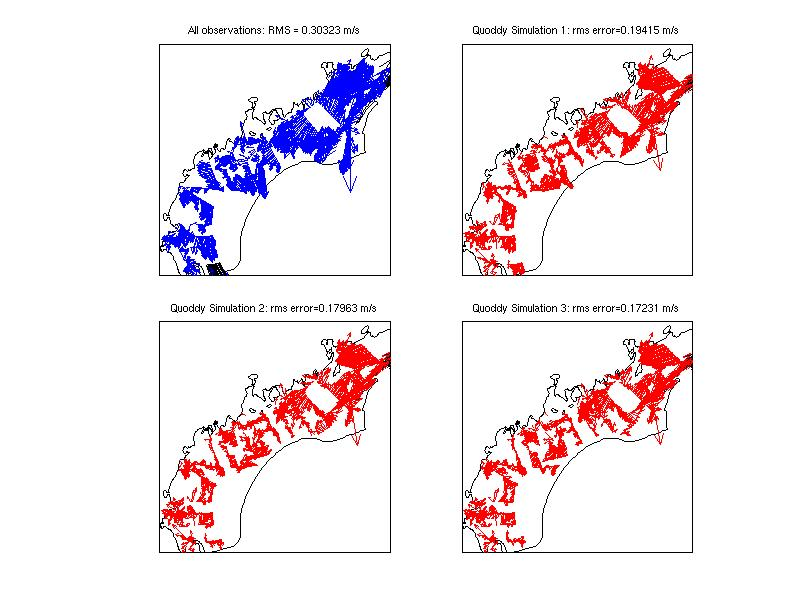 All observations: RMS = 0.30323 m/s
Quoddy Simulation 1: rms error=0.19415 m/s
Quoddy Simulation 2: rms error=0.17963 m/s
Quoddy Simulation 3: rms error=0.17231 m/s